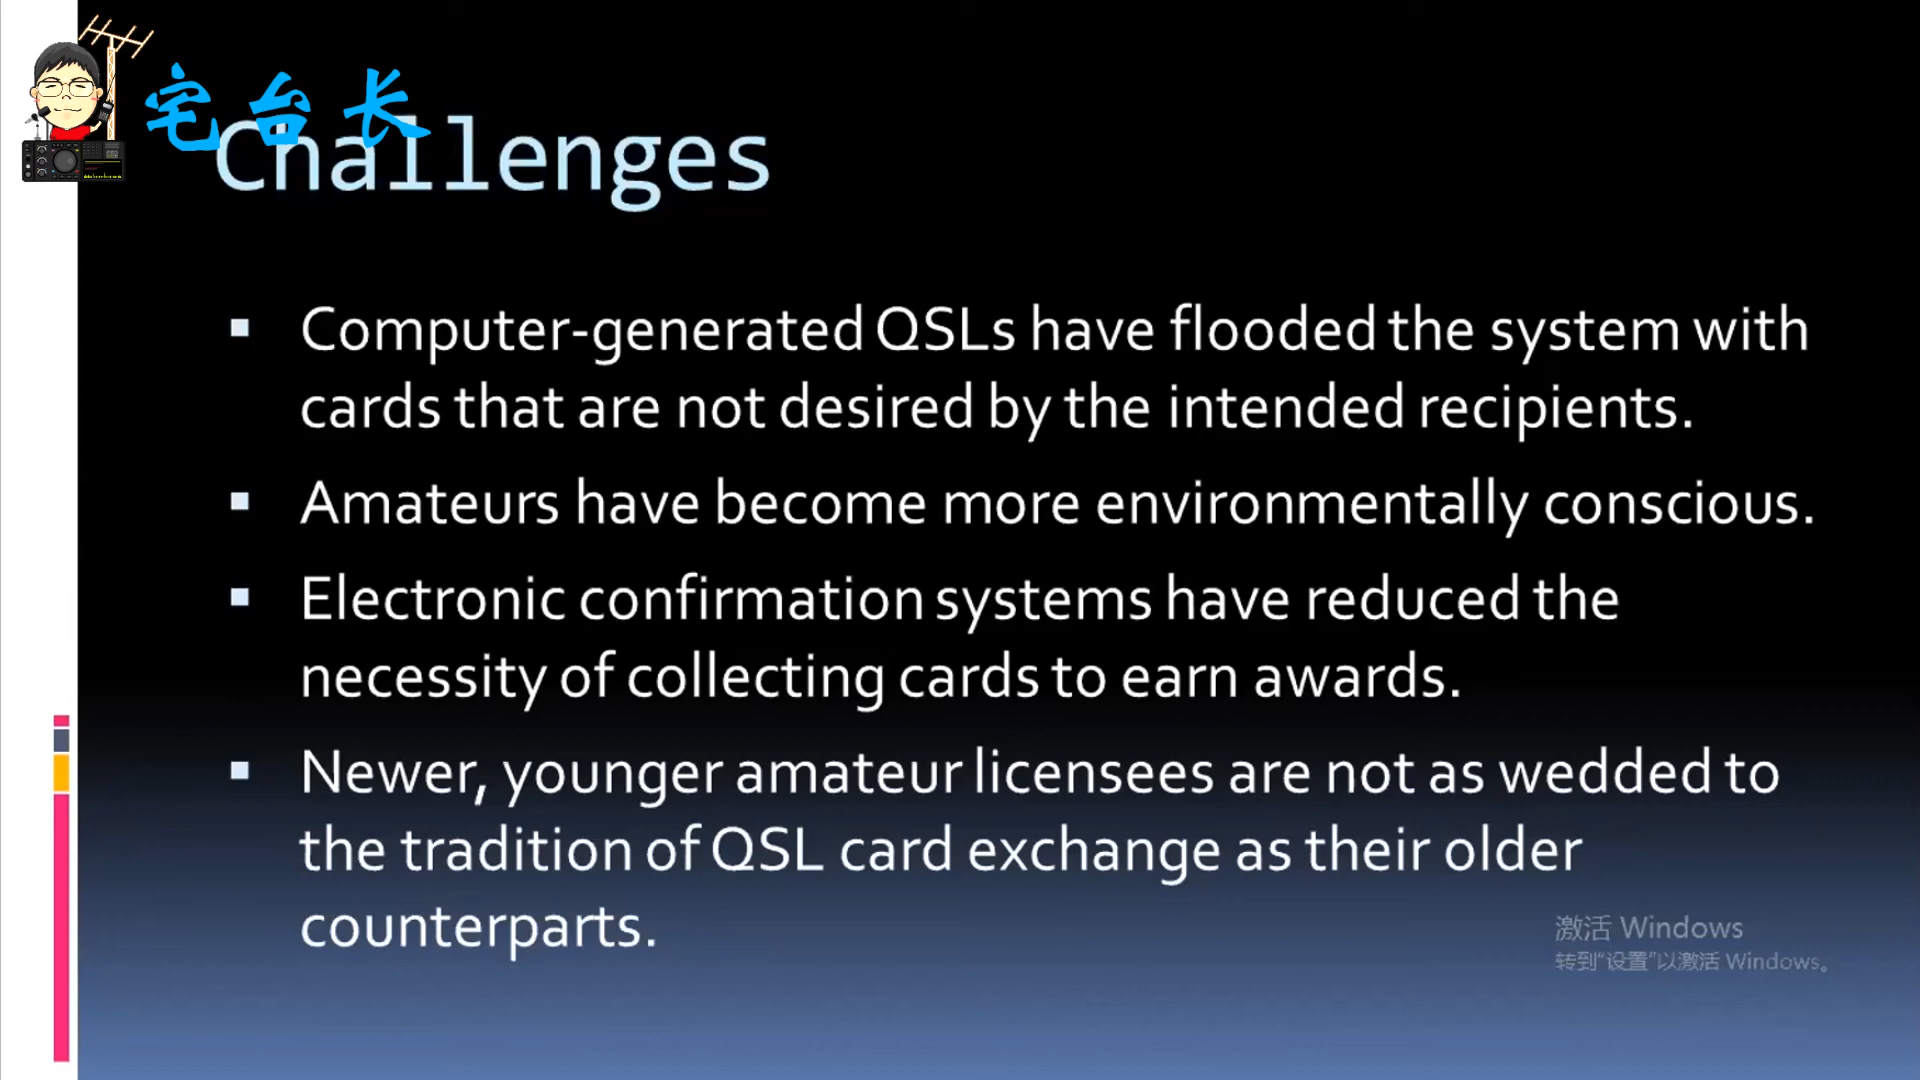 宅台长
Challenges
▪ Computer-generated QSLs have flooded the system with
cards that are not desired by the intended recipients.
▪ Amateurs have become more environmentally conscious.
▪ Electronic confirmation systems have reduced the
necessity of collecting cards to earn awards.
▪ Newer, younger amateur licensees are not as wedded to
the tradition of QSL card exchange as their older
counterparts.
激活 Windows
转到“设置”以激活 Windows。